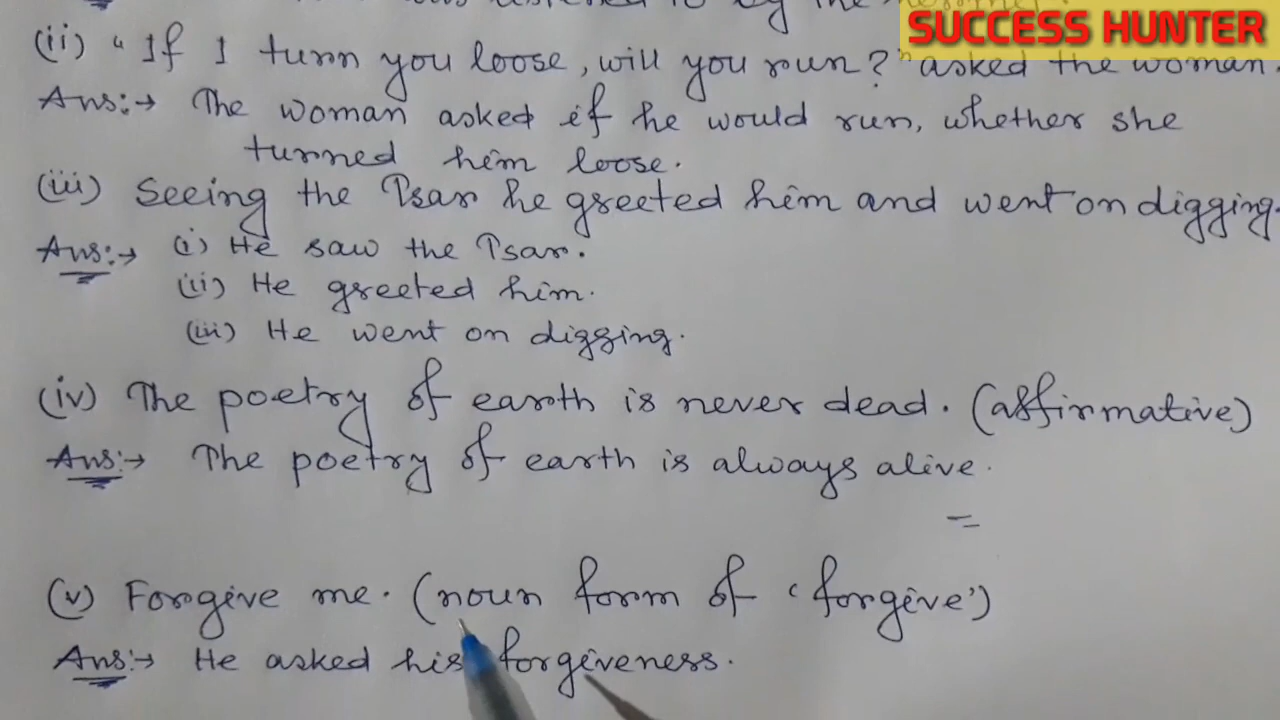 SUCCESS HUNTER
(ii) "If I turn you loose, will you run?" asked the woman.
Ans:→ The woman asked if he would run, whether she
turned him loose.
(iii) Seeing the Tsar he greeted him and went on digging.
Ans:→ (i) He saw the Tsar.
(ii) He greeted him.
(iii) He went on digging.
(iv) The poetry of earth is never dead. (affirmative)
Ans:→ The poetry of earth is always alive.
(v) Forgive me. (noun form of 'forgive')
Ans:→ He asked his forgiveness.